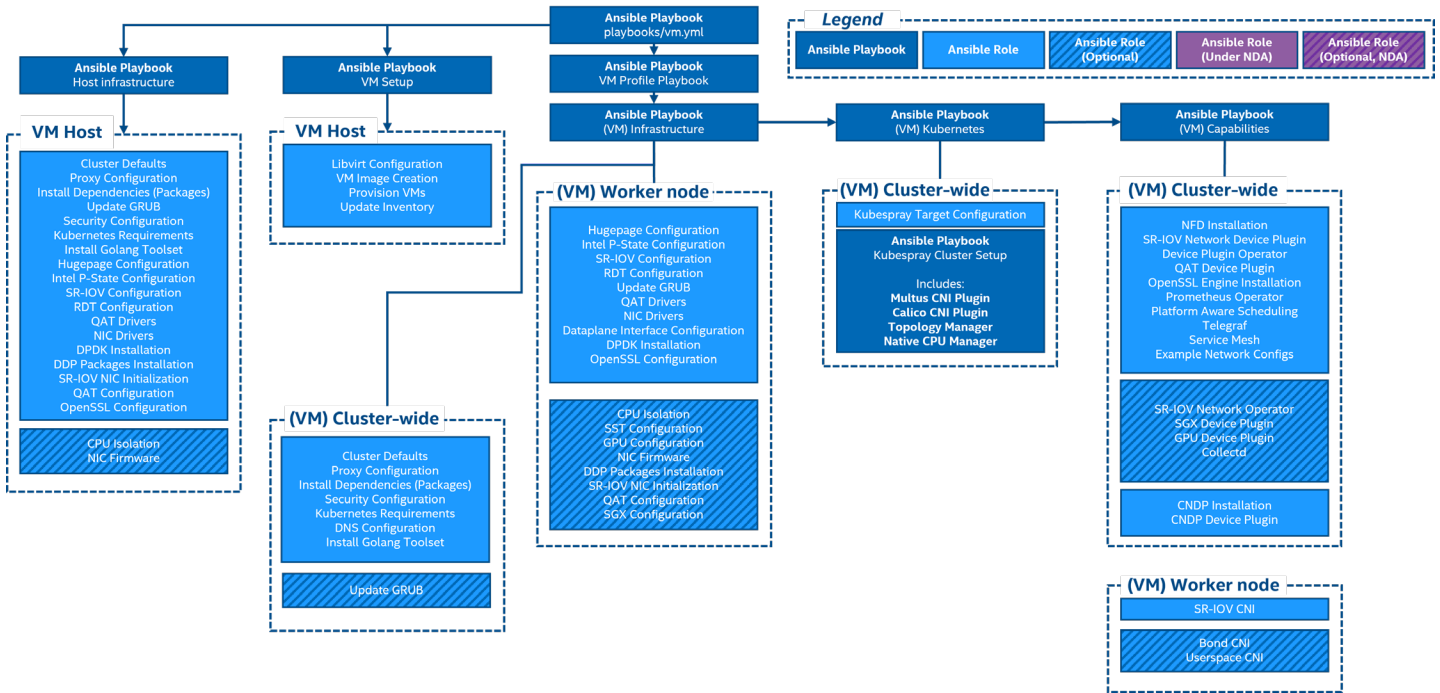 Ansible Playbook
playbooks/vm.yml
Legend
Ansible Playbook
Ansible Role
Ansible Role
(Optional)
Ansible Role
(Under NDA)
Ansible Role
(Optional, NDA)
Ansible Playbook
Host infrastructure
Ansible Playbook
VM Setup
Ansible Playbook
VM Profile Playbook
Ansible Playbook
(VM) Infrastructure
Ansible Playbook
(VM) Kubernetes
Ansible Playbook
(VM) Capabilities
VM Host
Cluster Defaults
Proxy Configuration
Install Dependencies (Packages)
Update GRUB
Security Configuration
Kubernetes Requirements
Install Golang Toolset
Hugepage Configuration
Intel P-State Configuration
SR-IOV Configuration
RDT Configuration
QAT Drivers
NIC Drivers
DPDK Installation
DDP Packages Installation
SR-IOV NIC Initialization
QAT Configuration
OpenSSL Configuration
CPU Isolation
NIC Firmware
VM Host
Libvirt Configuration
VM Image Creation
Provision VMs
Update Inventory
(VM) Cluster-wide
Cluster Defaults
Proxy Configuration
Install Dependencies (Packages)
Security Configuration
Kubernetes Requirements
DNS Configuration
Install Golang Toolset
Update GRUB
(VM) Worker node
Hugepage Configuration
Intel P-State Configuration
SR-IOV Configuration
RDT Configuration
Update GRUB
QAT Drivers
NIC Drivers
Dataplane Interface Configuration
DPDK Installation
OpenSSL Configuration
CPU Isolation
SST Configuration
GPU Configuration
NIC Firmware
DDP Packages Installation
SR-IOV NIC Initialization
QAT Configuration
SGX Configuration
(VM) Cluster-wide
Kubespray Target Configuration
Ansible Playbook
Kubespray Cluster Setup
Includes:
Multus CNI Plugin
Calico CNI Plugin
Topology Manager
Native CPU Manager
(VM) Cluster-wide
NFD Installation
SR-IOV Network Device Plugin
Device Plugin Operator
QAT Device Plugin
OpenSSL Engine Installation
Prometheus Operator
Platform Aware Scheduling
Telegraf
Service Mesh
Example Network Configs
SR-IOV Network Operator
SGX Device Plugin
GPU Device Plugin
Collectd
CNDP Installation
CNDP Device Plugin
(VM) Worker node
SR-IOV CNI
Bond CNI
Userspace CNI